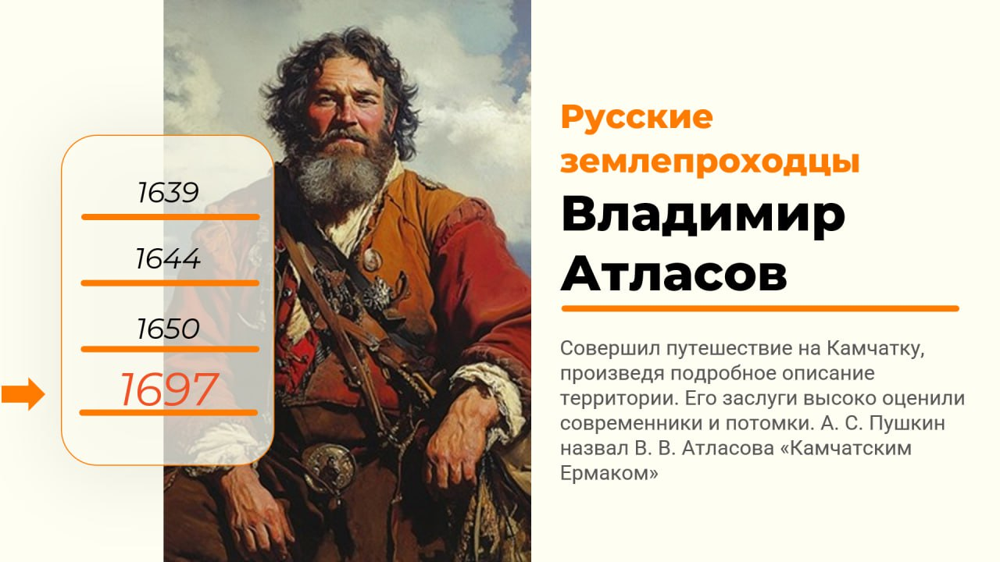 1639
1644
1650
1697
Русские
землепроходцы
Владимир
Атласов
Совершил путешествие на Камчатку,
произведя подробное описание
территории. Его заслуги высоко оценили
современники и потомки. А. С. Пушкин
назвал В. В. Атласова «Камчатским
Ермаком»